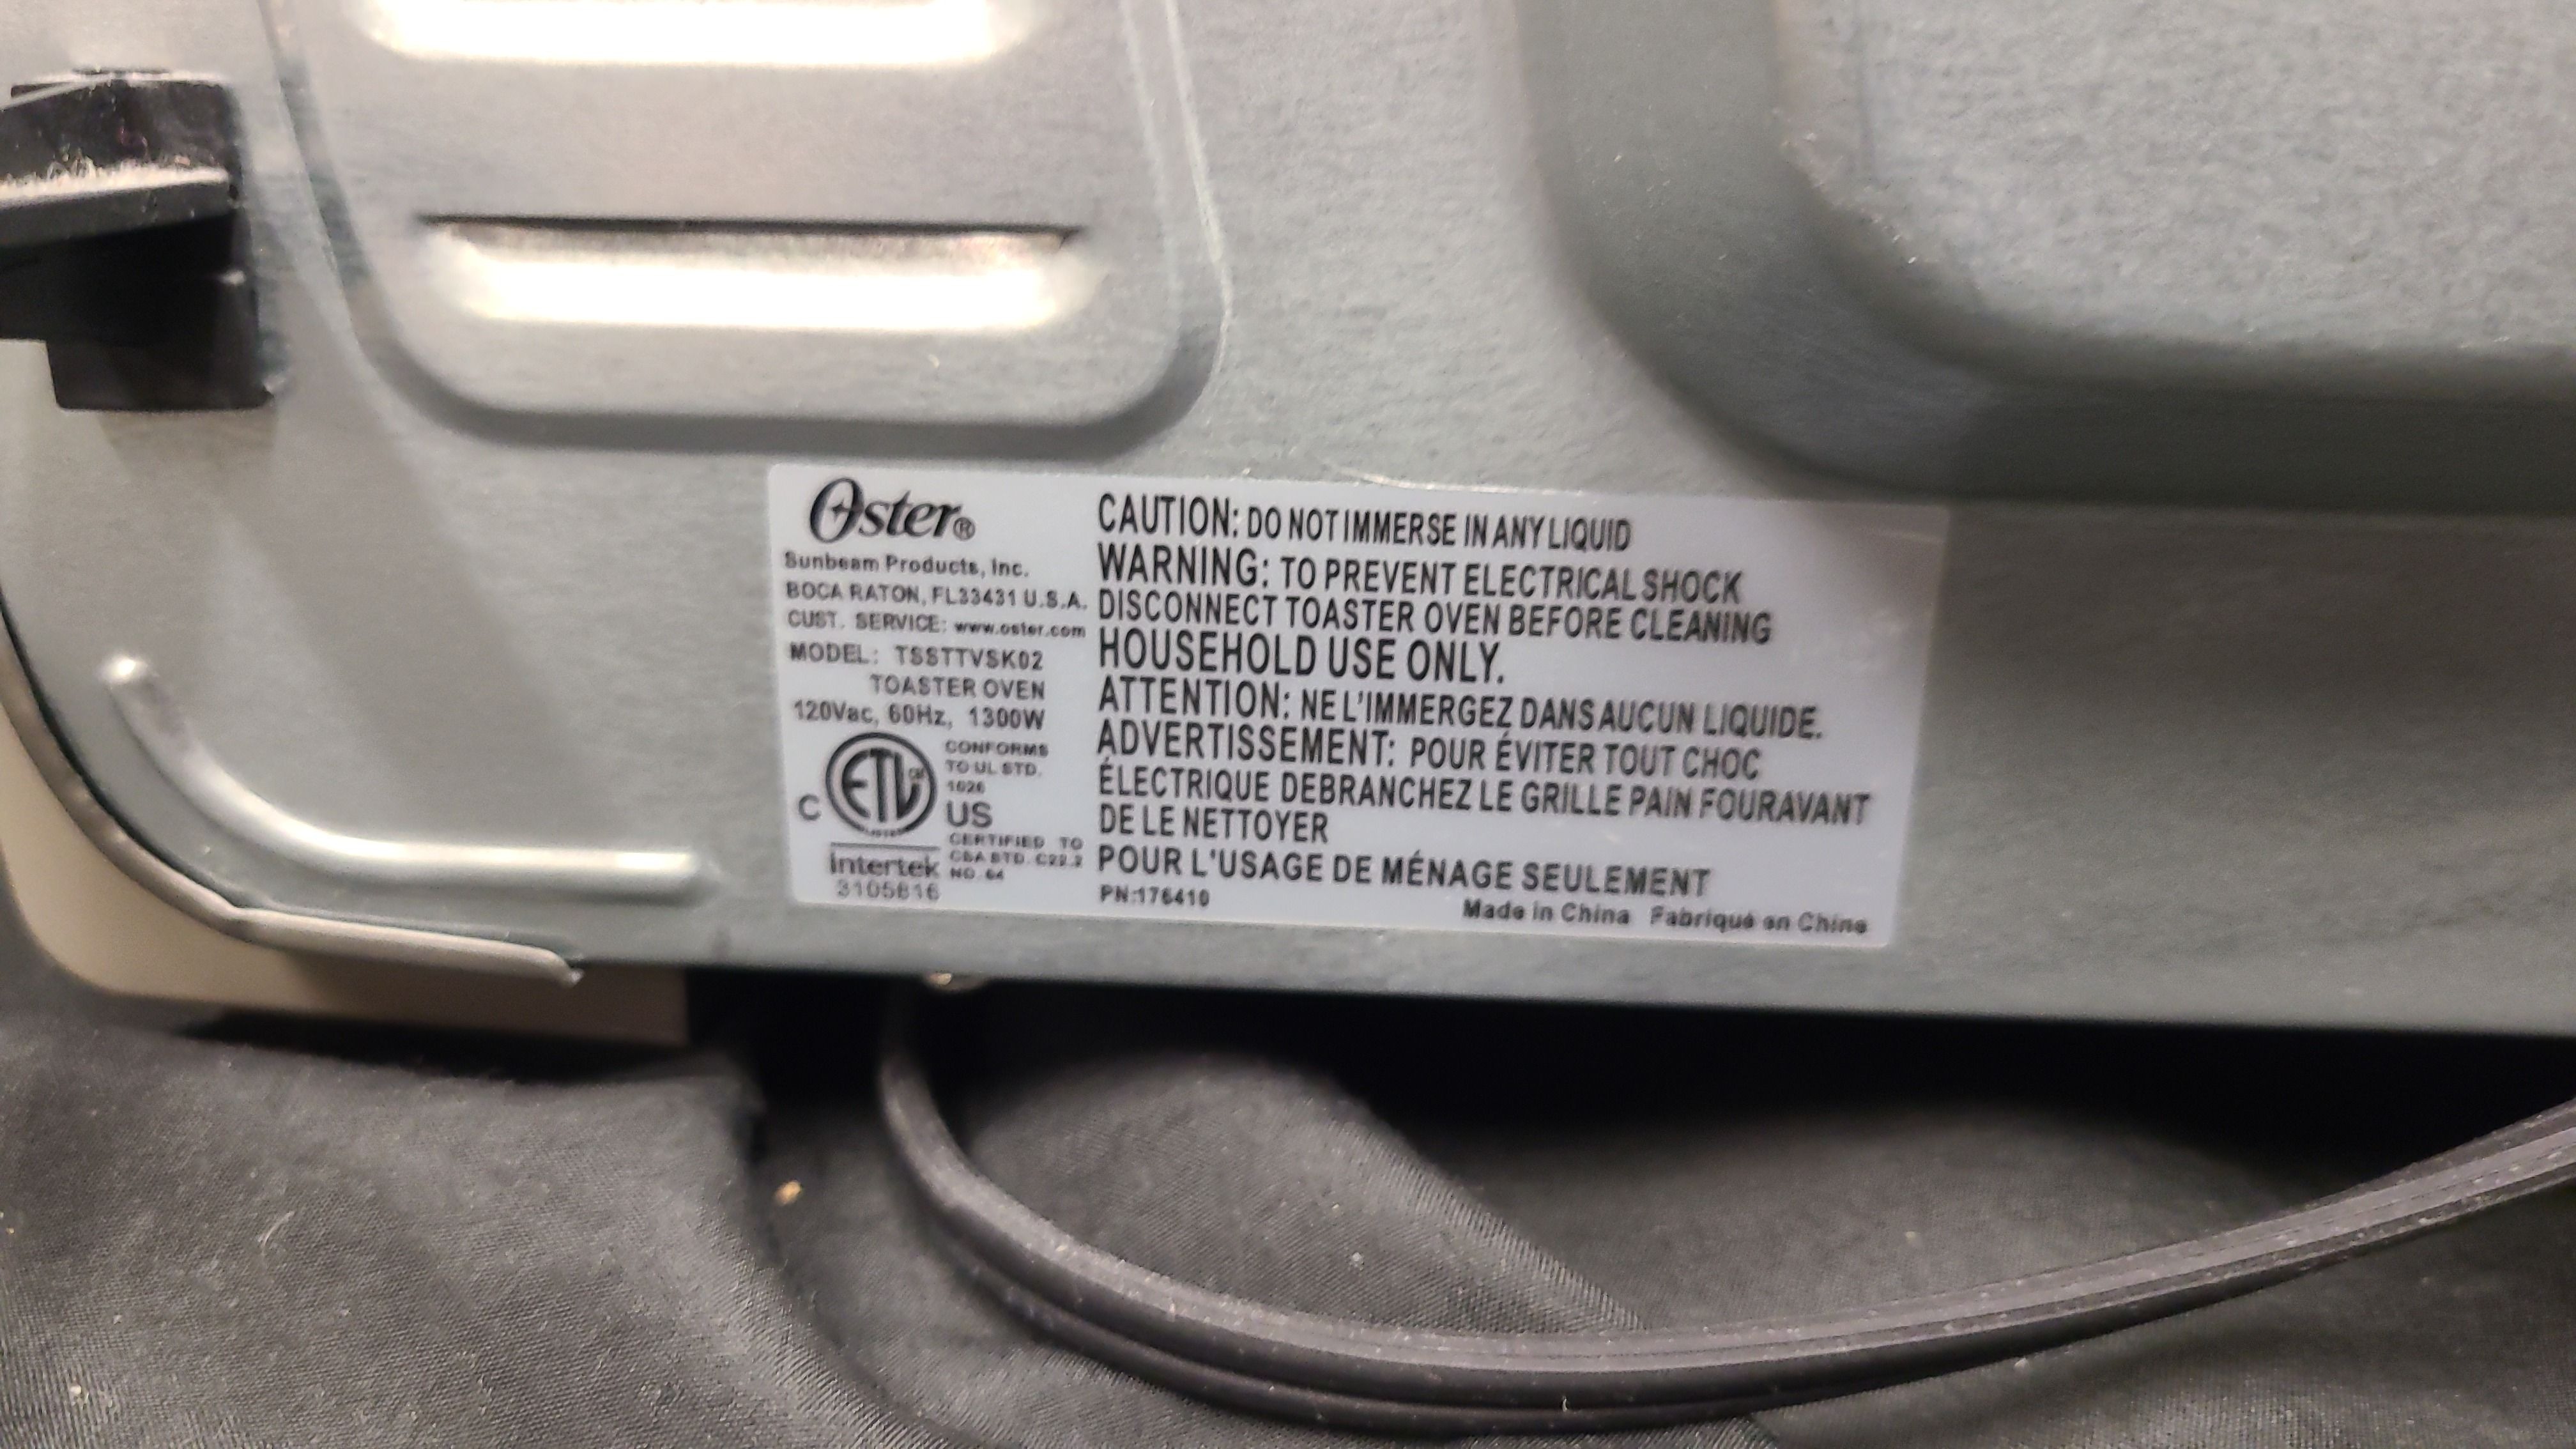 Oster®
Sunbeam Products, Inc.
BOCA RATON, FL33431 U.S.A.
CUST. SERVICE: www.oster.com
MODEL: TSSTTVSK02
TOASTER OVEN
120Vac, 60Hz, 1300W
CONFORMS
TO UL STD.
1026
C ETL CM US
LISTED
CERTIFIED TO
CSA STD. C22.2
NO. 64
Intertek
3105816
CAUTION: DO NOT IMMERSE IN ANY LIQUID
WARNING: TO PREVENT ELECTRICAL SHOCK
DISCONNECT TOASTER OVEN BEFORE CLEANING
HOUSEHOLD USE ONLY.
ATTENTION: NE L'IMMERGEZ DANS AUCUN LIQUIDE.
ADVERTISSEMENT: POUR ÉVITER TOUT CHOC
ÉLECTRIQUE DEBRANCHEZ LE GRILLE PAIN FOURAVANT
DE LE NETTOYER
POUR L'USAGE DE MÉNAGE SEULEMENT
PN:176410
Made in China Fabriqué en Chine